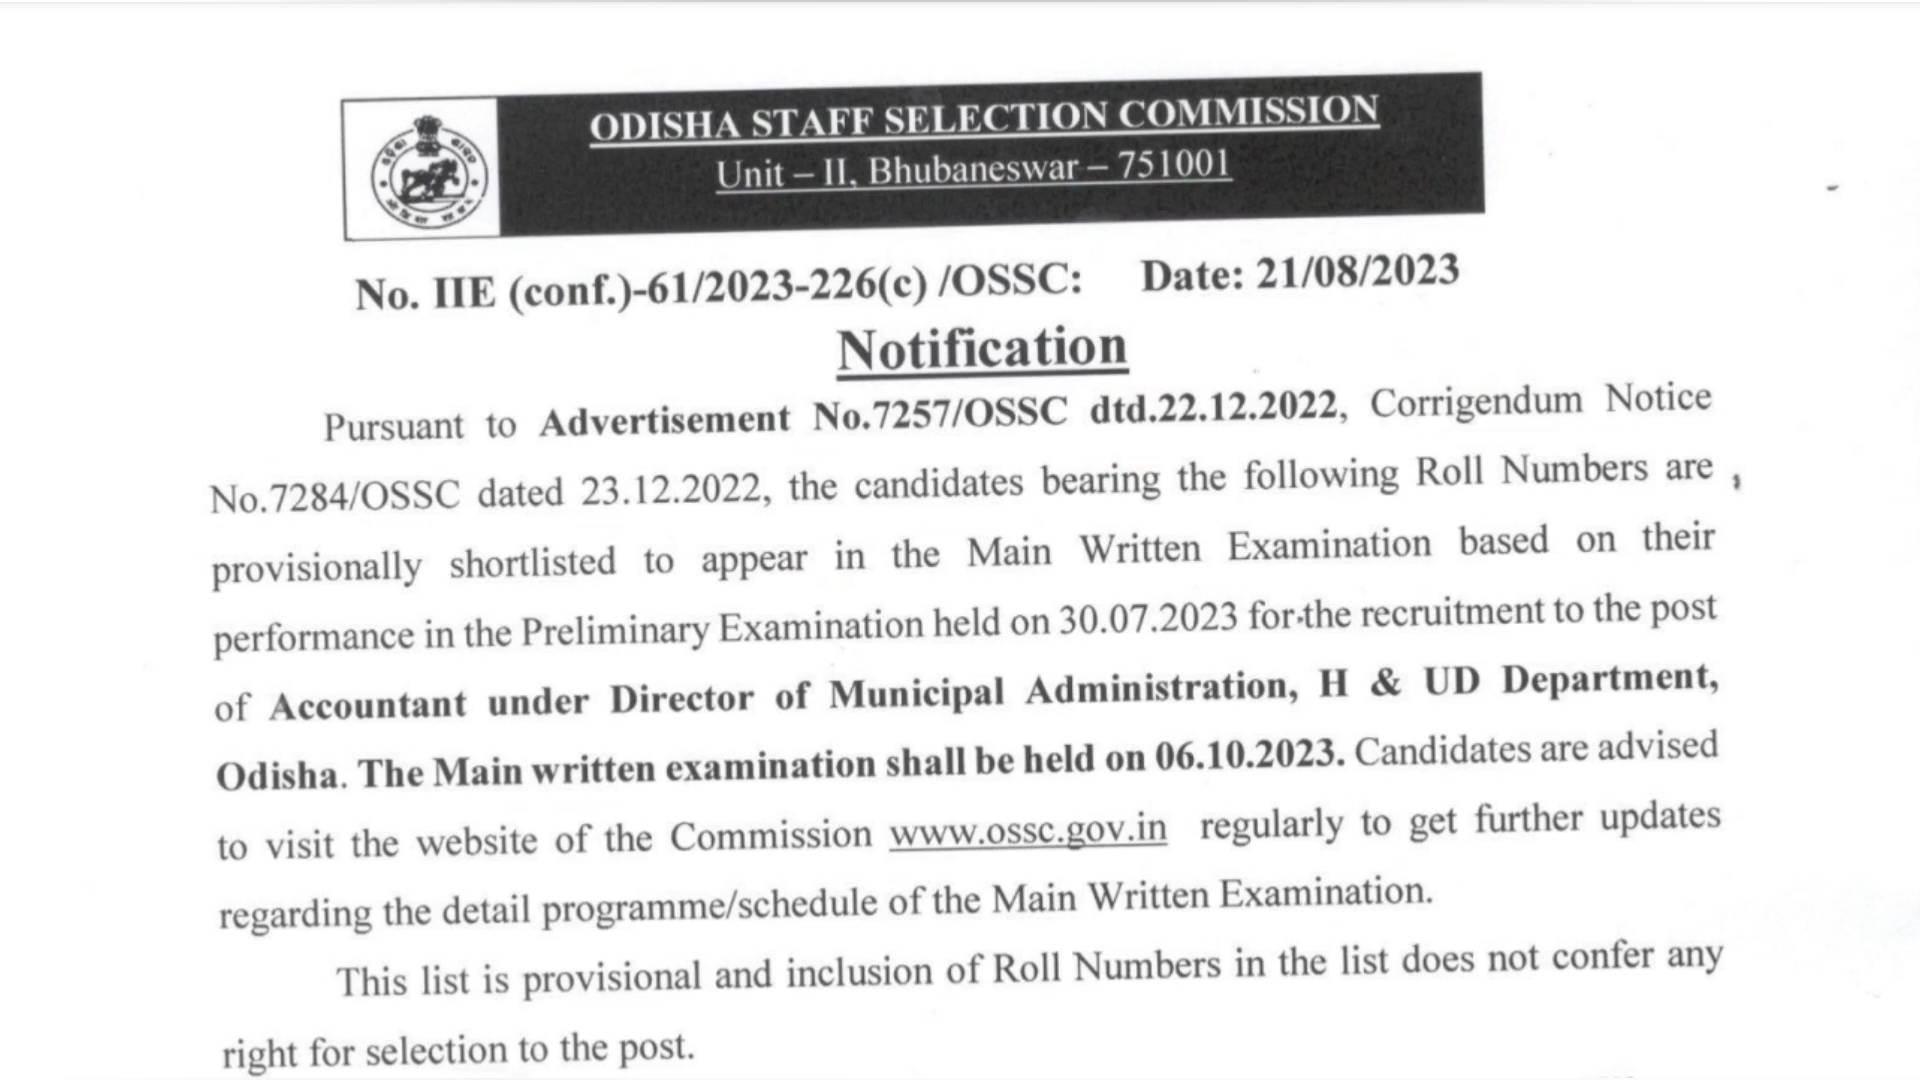 ODISHA STAFF SELECTION COMMISSION
Unit – II, Bhubaneswar – 751001
No. IIE (conf.)-61/2023-226(c) /OSSC: Date: 21/08/2023
Notification
Pursuant to Advertisement No.7257/OSSC dtd.22.12.2022, Corrigendum Notice
No.7284/OSSC dated 23.12.2022, the candidates bearing the following Roll Numbers are
provisionally shortlisted to appear in the Main Written Examination based on their
performance in the Preliminary Examination held on 30.07.2023 for the recruitment to the post
of Accountant under Director of Municipal Administration, H & UD Department,
Odisha. The Main written examination shall be held on 06.10.2023. Candidates are advised
to visit the website of the Commission www.ossc.gov.in regularly to get further updates
regarding the detail programme/schedule of the Main Written Examination.
This list is provisional and inclusion of Roll Numbers in the list does not confer any
right for selection to the post.